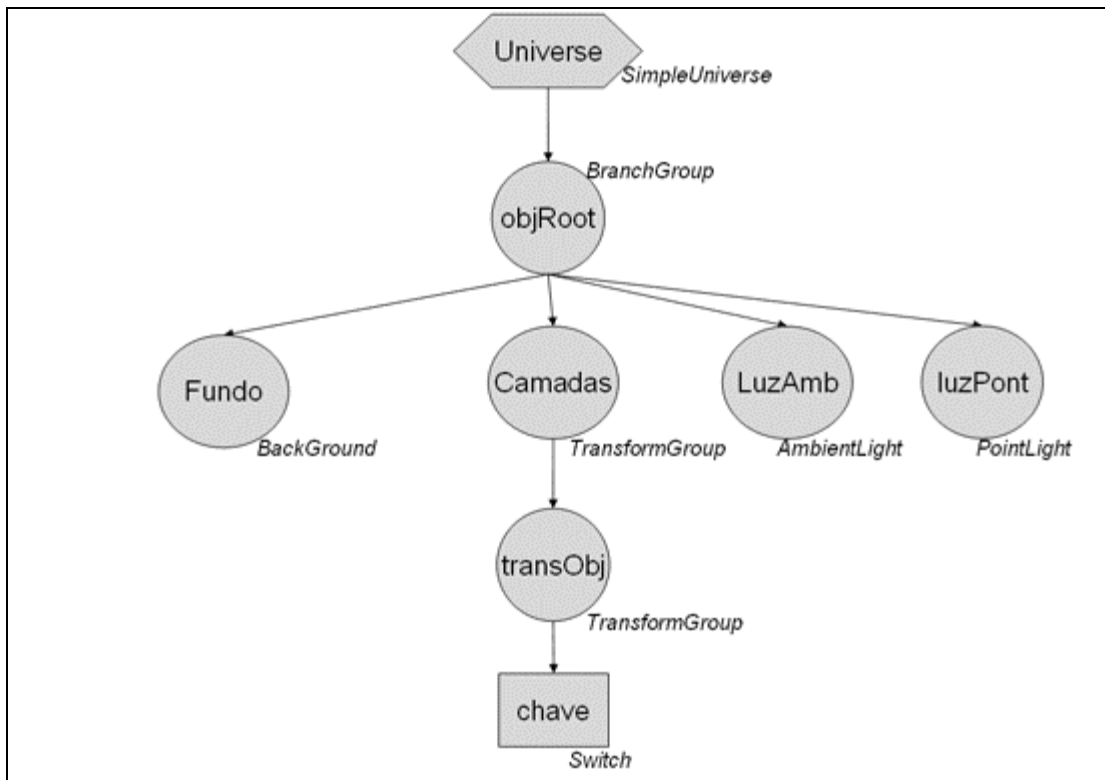 Universe
SimpleUniverse
BranchGroup
objRoot
Fundo
Camadas
LuzAmb
luzPont
BackGround
TransformGroup
AmbientLight
PointLight
transObj
TransformGroup
chave
Switch